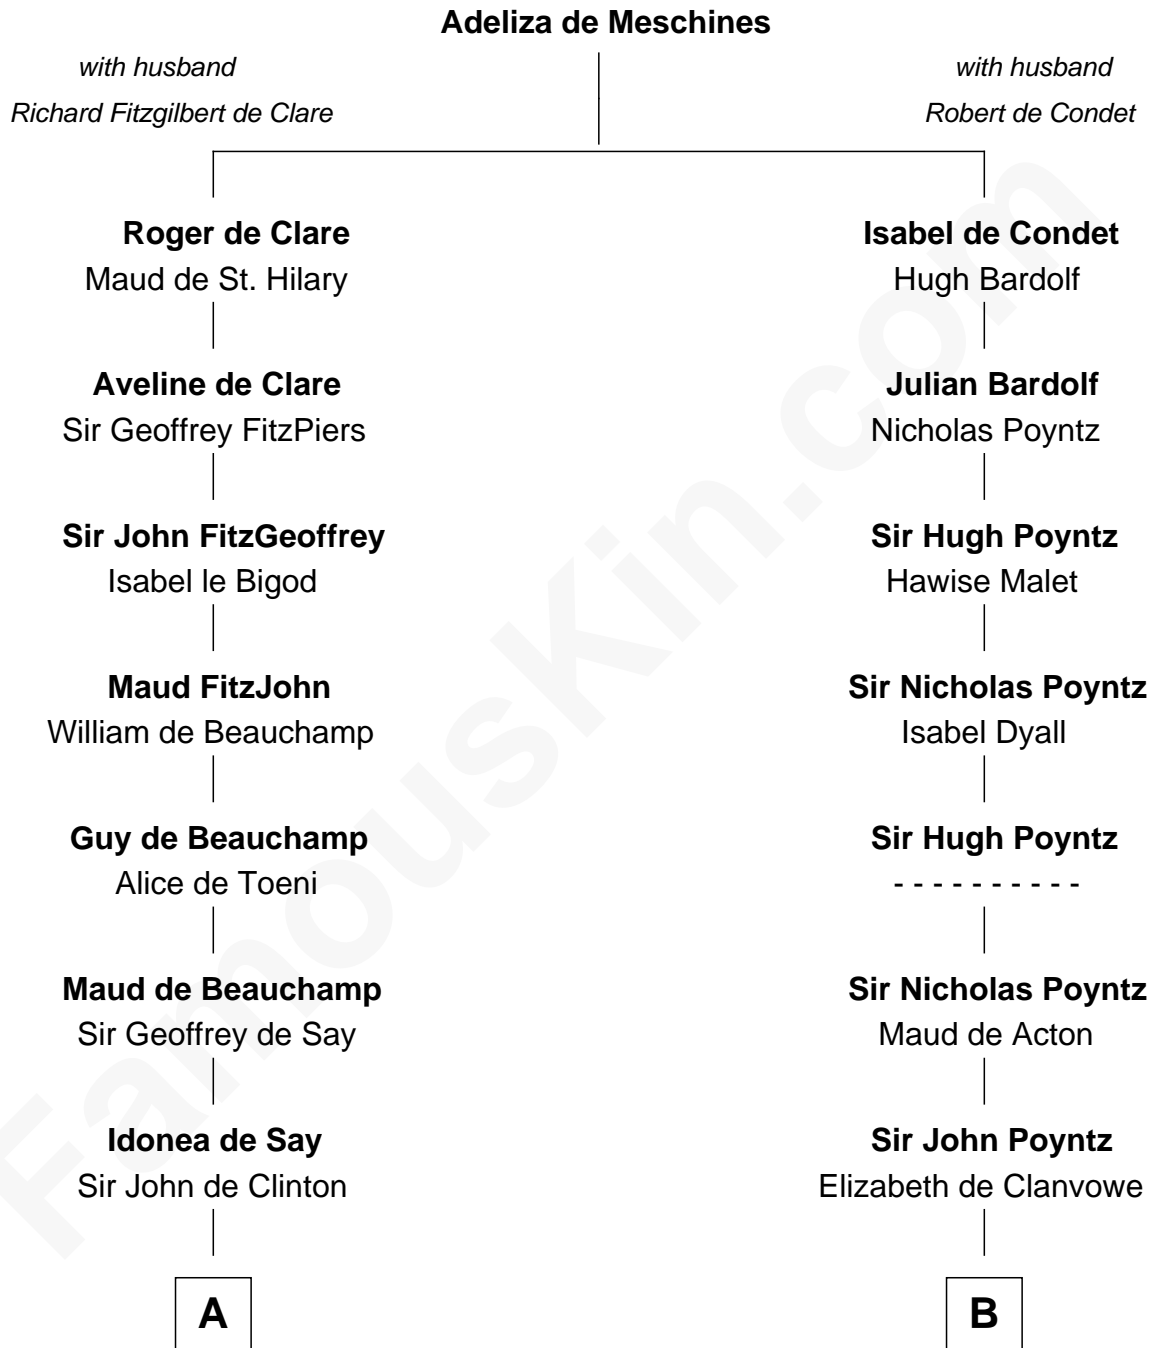 Adeliza de Meschines
with husband
Richard Fitzgilbert de Clare
with husband
Robert de Condet
Roger de Clare
Maud de St. Hilary
Isabel de Condet
Hugh Bardolf
Aveline de Clare
Sir Geoffrey FitzPiers
Julian Bardolf
Nicholas Poyntz
Sir John FitzGeoffrey
Isabel le Bigod
Sir Hugh Poyntz
Hawise Malet
Maud FitzJohn
William de Beauchamp
Sir Nicholas Poyntz
Isabel Dyall
Guy de Beauchamp
Alice de Toeni
Sir Hugh Poyntz
- - - - - - - - - -
Maud de Beauchamp
Sir Geoffrey de Say
Sir Nicholas Poyntz
Maud de Acton
Idonea de Say
Sir John de Clinton
Sir John Poyntz
Elizabeth de Clanvowe
A
B
FamousKin.com